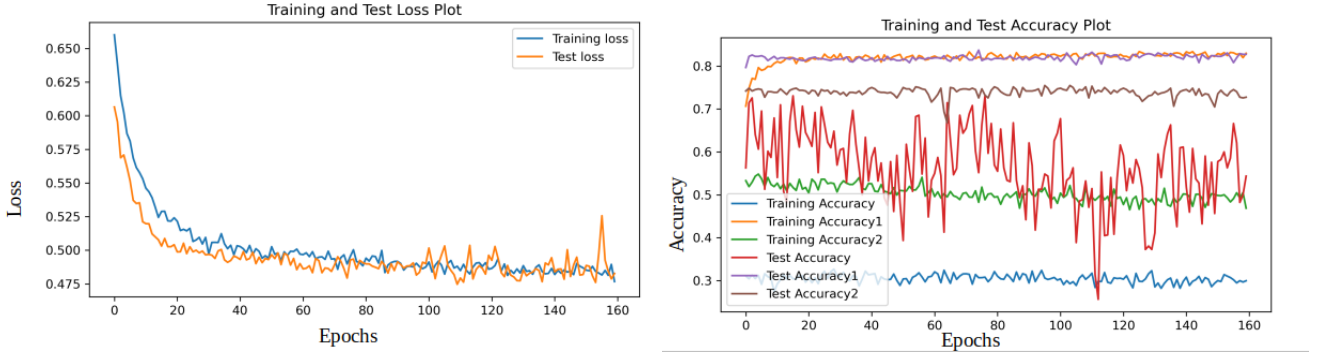 Training and Test Loss Plot
Training loss
Test loss
0.650
0.625
0.600
0.575
0.550
0.525
0.500
0.475
Loss
0 20 40 60 80 100 120 140 160
Epochs
Training and Test Accuracy Plot
0.8
0.7
0.6
0.5
0.4
0.3
Accuracy
Training Accuracy
Training Accuracy1
Training Accuracy2
Test Accuracy
Test Accuracy1
Test Accuracy2
0 20 40 60 80 100 120 140 160
Epochs